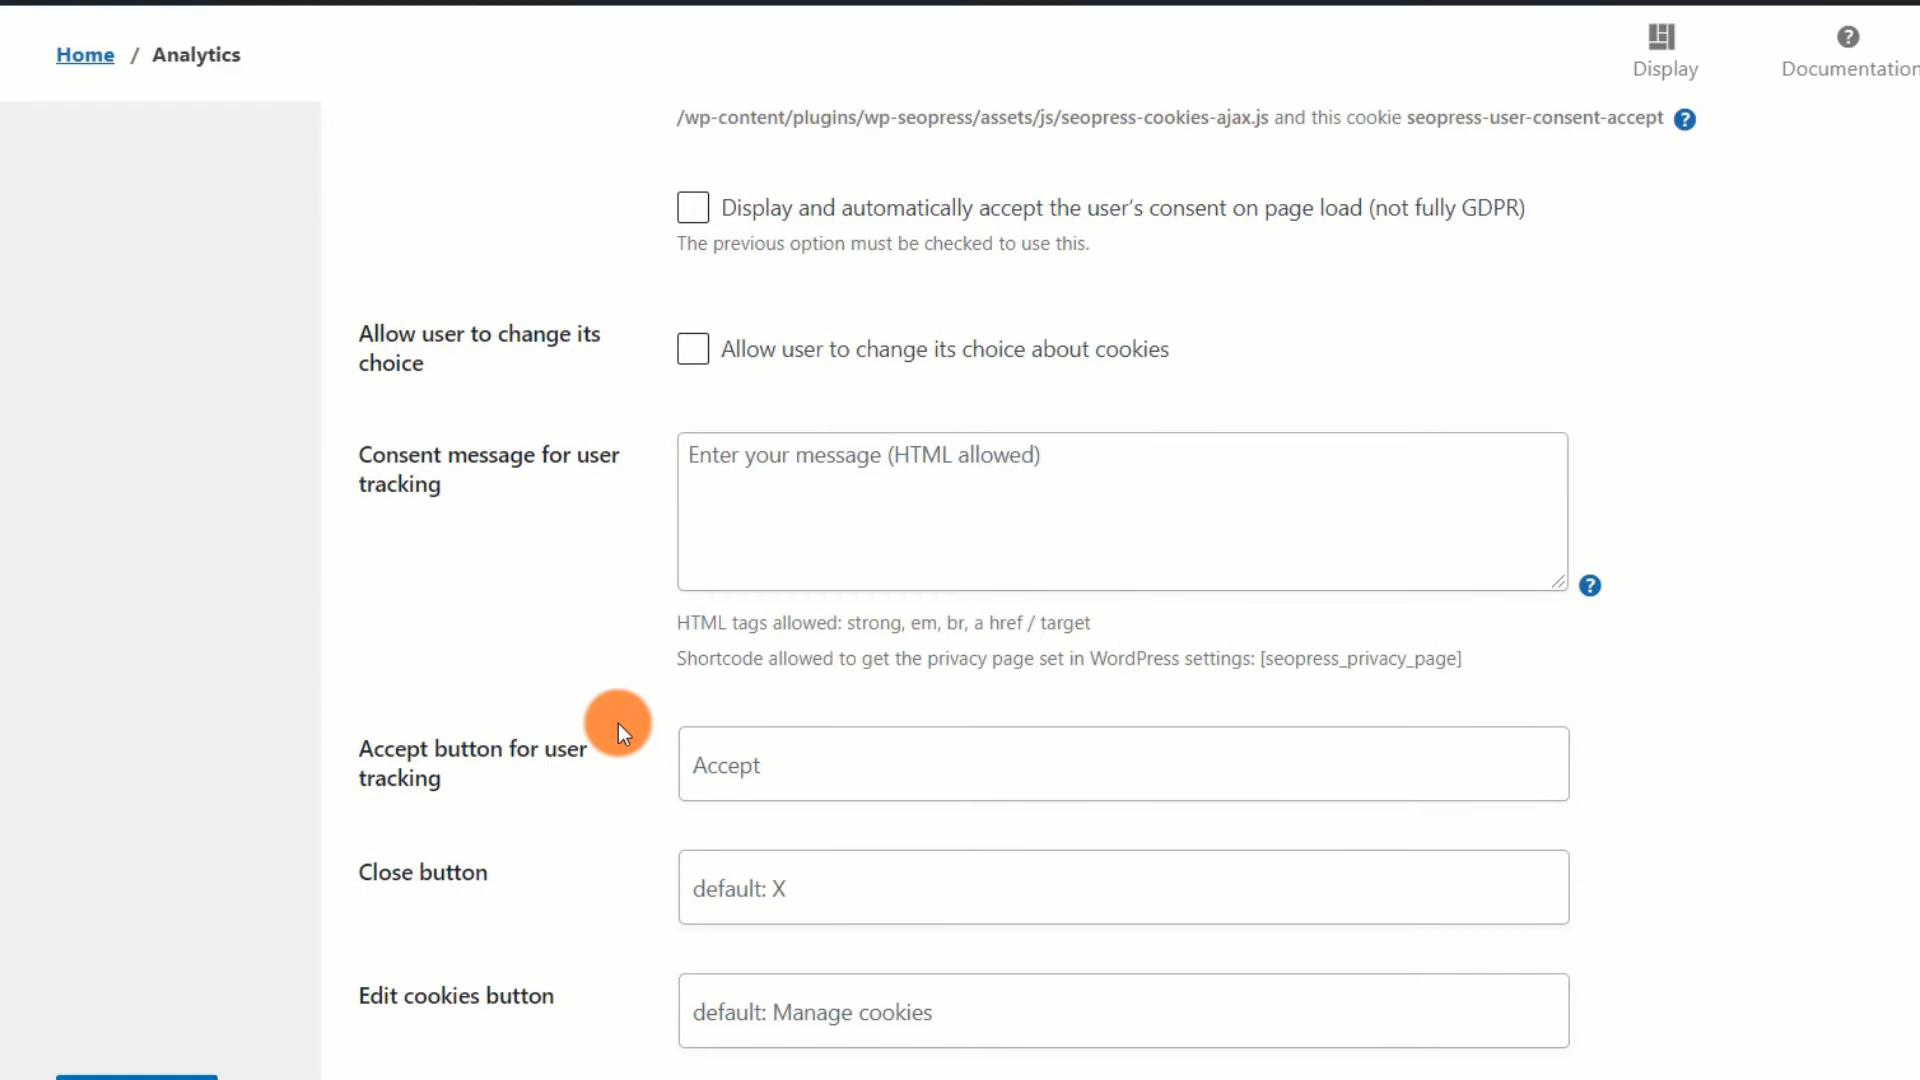 Home / Analytics
Display
Documentation
/wp-content/plugins/wp-seopress/assets/js/seopress-cookies-ajax.js and this cookie seopress-user-consent-accept ?
Display and automatically accept the user's consent on page load (not fully GDPR)
The previous option must be checked to use this.
Allow user to change its
choice
Allow user to change its choice about cookies
Consent message for user
tracking
Enter your message (HTML allowed)
?
HTML tags allowed: strong, em, br, a href / target
Shortcode allowed to get the privacy page set in WordPress settings: [seopress_privacy_page]
Accept button for user
tracking
Accept
Close button
default: X
Edit cookies button
default: Manage cookies